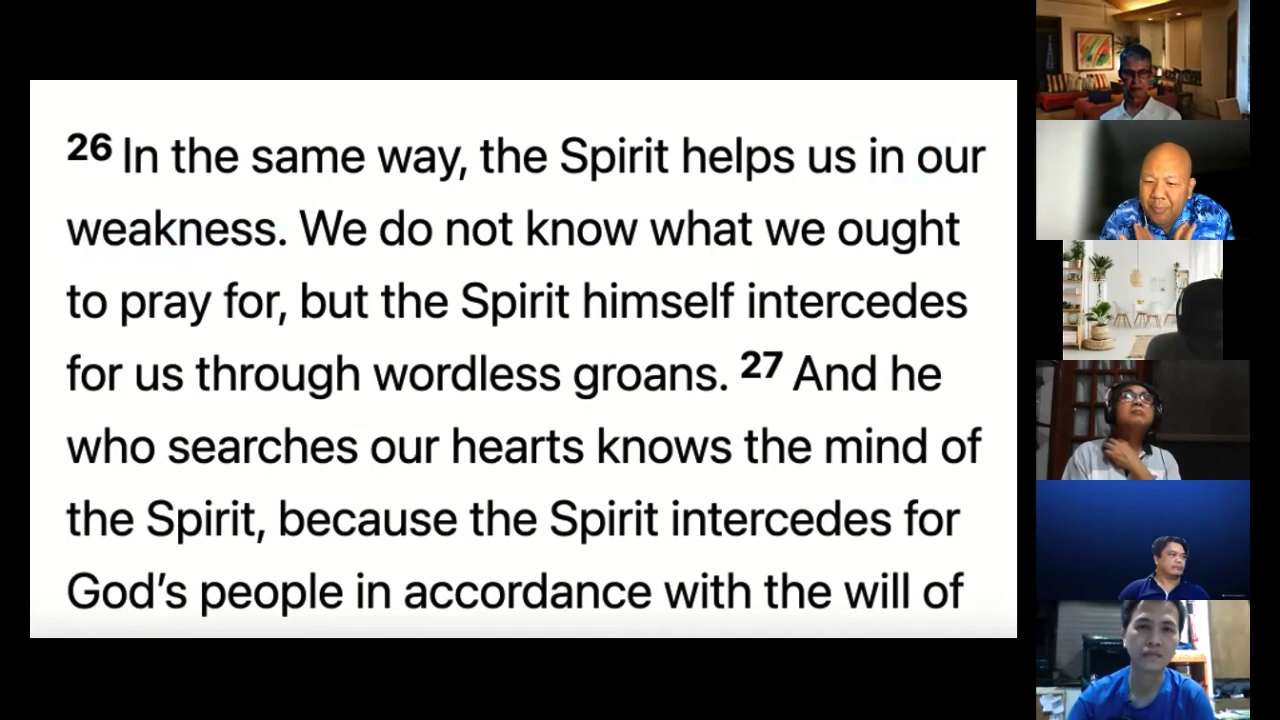 26 In the same way, the Spirit helps us in our
weakness. We do not know what we ought
to pray for, but the Spirit himself intercedes
for us through wordless groans. 27 And he
who searches our hearts knows the mind of
the Spirit, because the Spirit intercedes for
God’s people in accordance with the will of